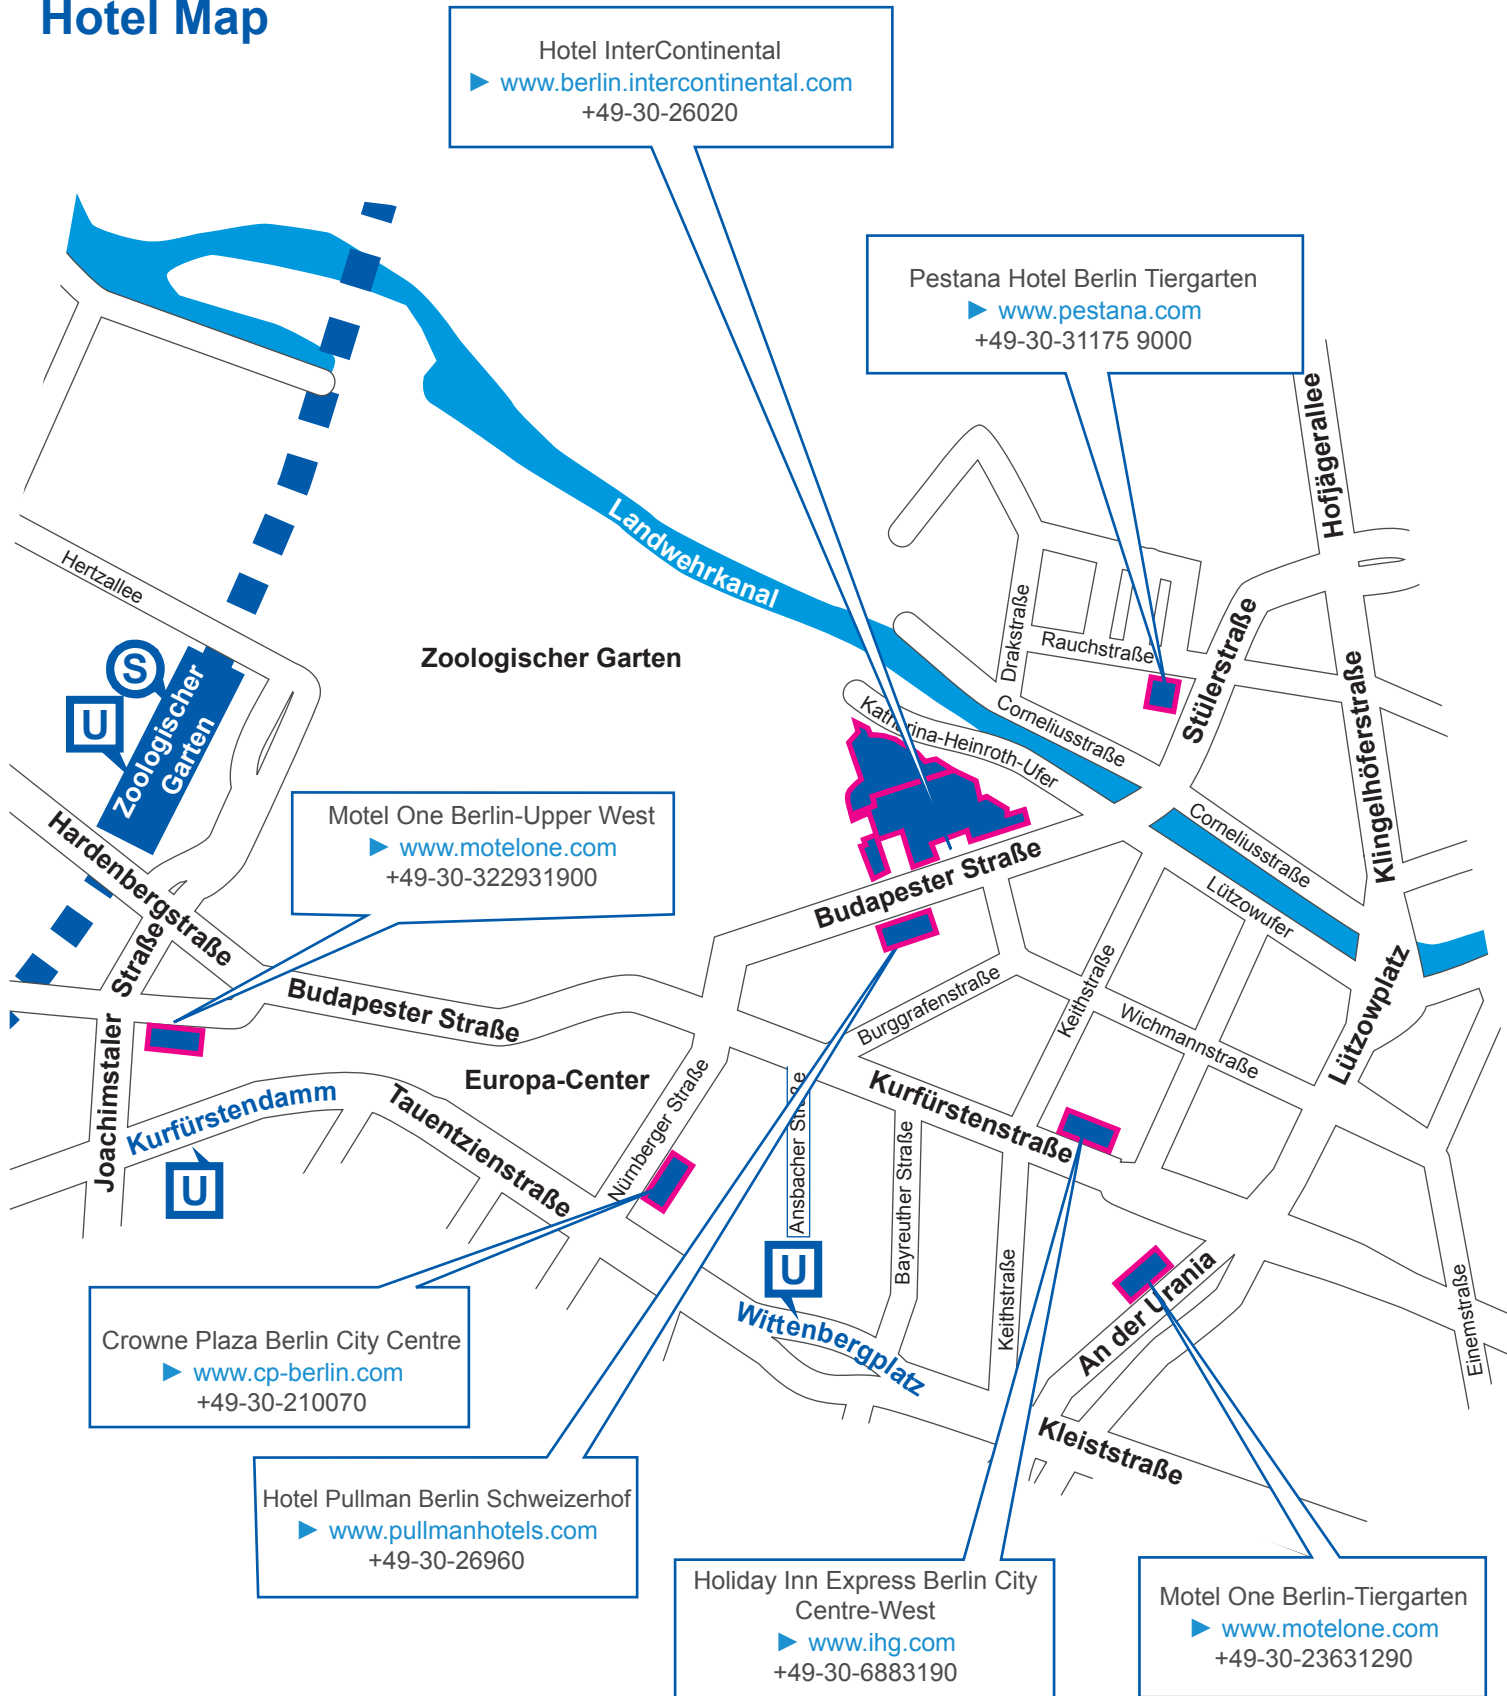 Hotel Map
Hotel InterContinental
► www.berlin.intercontinental.com
+49-30-26020
Pestana Hotel Berlin Tiergarten
► www.pestana.com
+49-30-31175 9000
Hofjägerallee
Landwehrkanal
Hertzallee
Zoologischer Garten
Drakstraße
Rauchstraße
Stülerstraße
Klingelhöferstraße
S
U
Zoologischer
Garten
Corneliusstraße
Katharina-Heinroth-Ufer
Motel One Berlin-Upper West
► www.motelone.com
+49-30-322931900
Hardenbergstraße
Budapester Straße
Corneliusstraße
Lützowufer
Joachimstaler Straße
Budapester Straße
Burggrafenstraße
Keithstraße
Wichmannstraße
Lützowplatz
Europa-Center
Kurfürstendamm
U
Tauentzienstraße
Nürnberger Straße
Ansbacher Straße
Bayreuther Straße
Kurfürstenstraße
Keithstraße
U
Wittenbergplatz
An der Urania
Einemstraße
Kleiststraße
Crowne Plaza Berlin City Centre
► www.cp-berlin.com
+49-30-210070
Hotel Pullman Berlin Schweizerhof
► www.pullmanhotels.com
+49-30-26960
Holiday Inn Express Berlin City
Centre-West
► www.ihg.com
+49-30-6883190
Motel One Berlin-Tiergarten
► www.motelone.com
+49-30-23631290